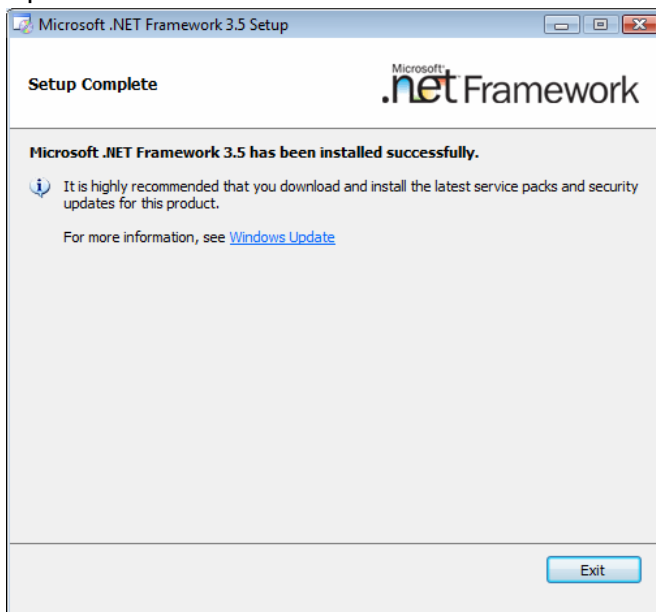 Microsoft .NET Framework 3.5 Setup
Setup Complete
Microsoft
.net Framework
Microsoft .NET Framework 3.5 has been installed successfully.
It is highly recommended that you download and install the latest service packs and security
updates for this product.
For more information, see Windows Update
Exit